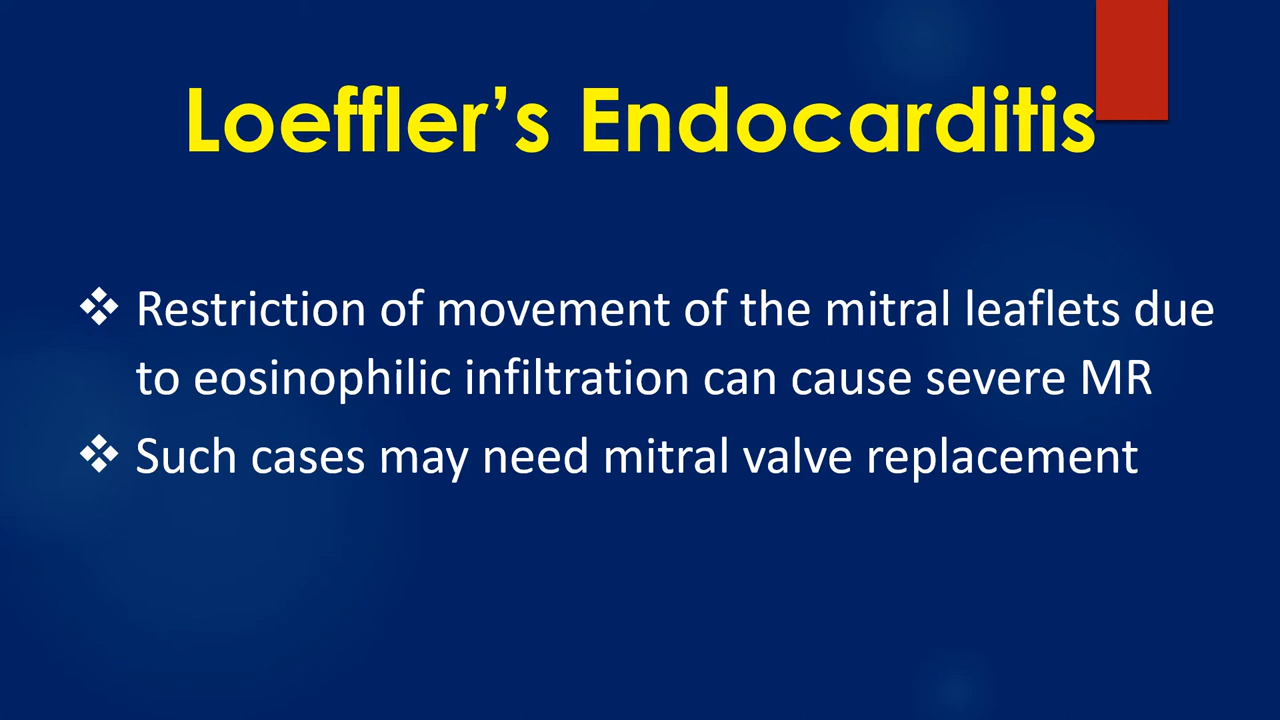 Loeffler’s Endocarditis
❖ Restriction of movement of the mitral leaflets due
to eosinophilic infiltration can cause severe MR
❖ Such cases may need mitral valve replacement